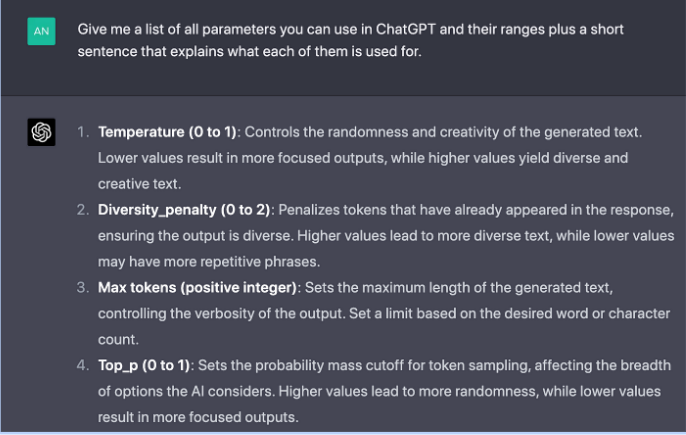 AN
Give me a list of all parameters you can use in ChatGPT and their ranges plus a short
sentence that explains what each of them is used for.
1. Temperature (0 to 1): Controls the randomness and creativity of the generated text.
Lower values result in more focused outputs, while higher values yield diverse and
creative text.
2. Diversity_penalty (0 to 2): Penalizes tokens that have already appeared in the response,
ensuring the output is diverse. Higher values lead to more diverse text, while lower values
may have more repetitive phrases.
3. Max tokens (positive integer): Sets the maximum length of the generated text,
controlling the verbosity of the output. Set a limit based on the desired word or character
count.
4. Top_p (0 to 1): Sets the probability mass cutoff for token sampling, affecting the breadth
of options the AI considers. Higher values lead to more randomness, while lower values
result in more focused outputs.